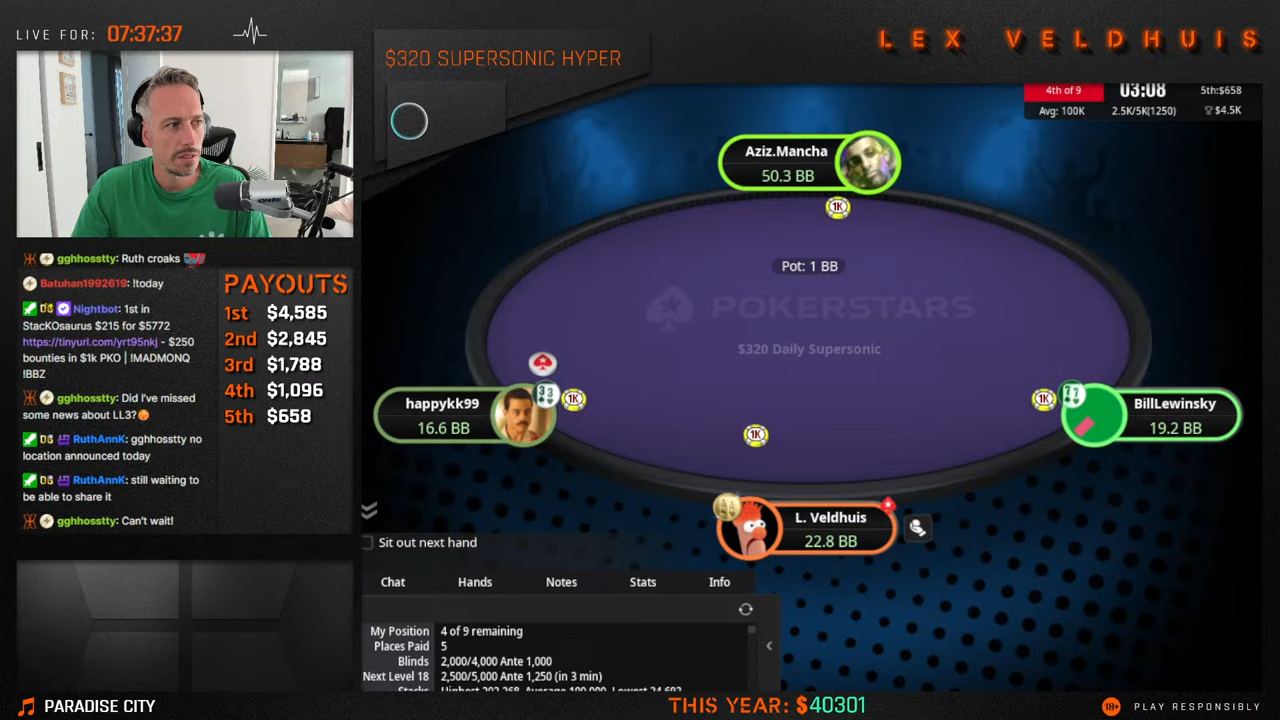 LIVE FOR: 07:37:37
$320 SUPERSONIC HYPER
LEX VELDHUIS
4th of 9
03:08
5th:$658
Avg: 100K
2.5K/5K(1250)
$4.5K
Aziz.Mancha
50.3 BB
1K
Pot: 1 BB
POKERSTARS
$320 Daily Supersonic
happykk99
16.6 BB
33
1K
1K
77
1K
BillLewinsky
19.2 BB
L. Veldhuis
22.8 BB
gghhosstty: Ruth croaks
Batuhan1992619: !today
Nightbot: 1st in
StackOsaurus $215 for $5772
https://tinyurl.com/yrt95nkj - $250
bounties in $1k PKO | !MADMONQ
!BBZ
gghhosstty: Did I've missed
some news about LL3?
RuthAnnK: gghhosstty no
location announced today
RuthAnnK: still waiting to
be able to share it
gghhosstty: Can't wait!
PAYOUTS
1st $4,585
2nd $2,845
3rd $1,788
4th $1,096
5th $658
Sit out next hand
Chat Hands Notes Stats Info
My Position 4 of 9 remaining
Places Paid 5
Blinds 2,000/4,000 Ante 1,000
Next Level 18 2,500/5,000 Ante 1,250 (in 3 min)
PARADISE CITY
THIS YEAR: $40301
18+ PLAY RESPONSIBLY